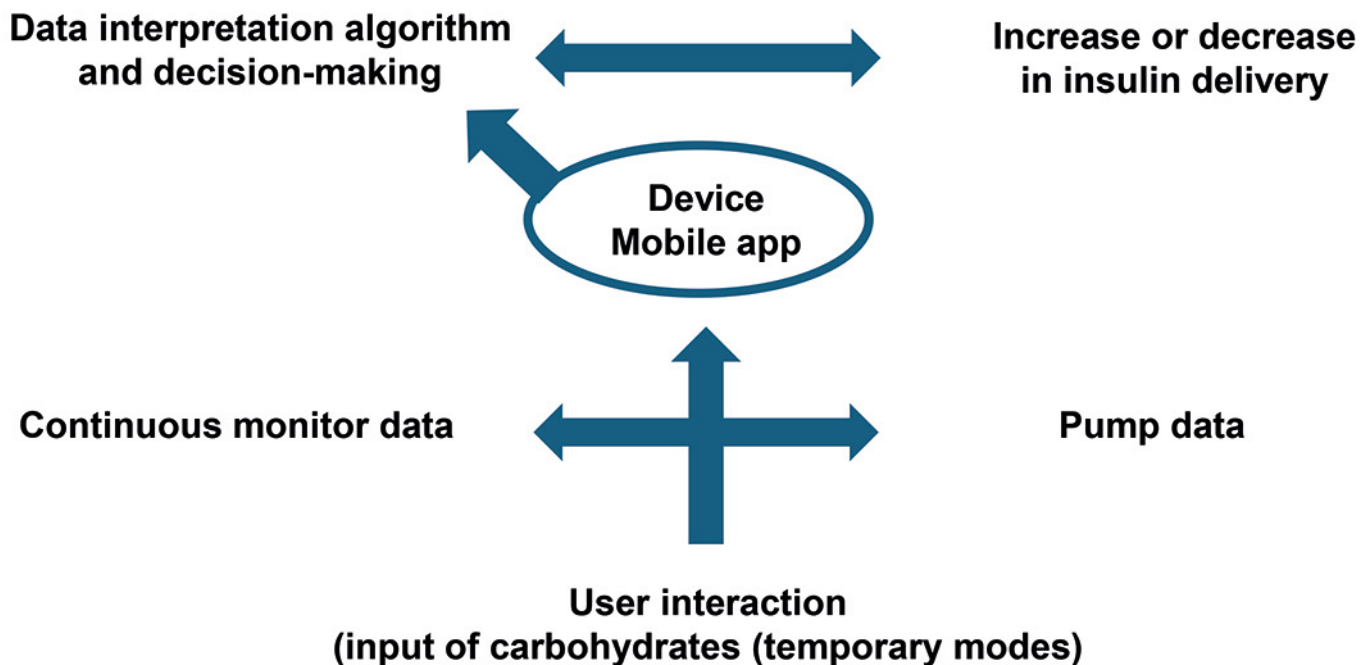 Data interpretation algorithm
and decision-making
Increase or decrease
in insulin delivery
Device
Mobile app
Continuous monitor data
Pump data
User interaction
(input of carbohydrates (temporary modes)